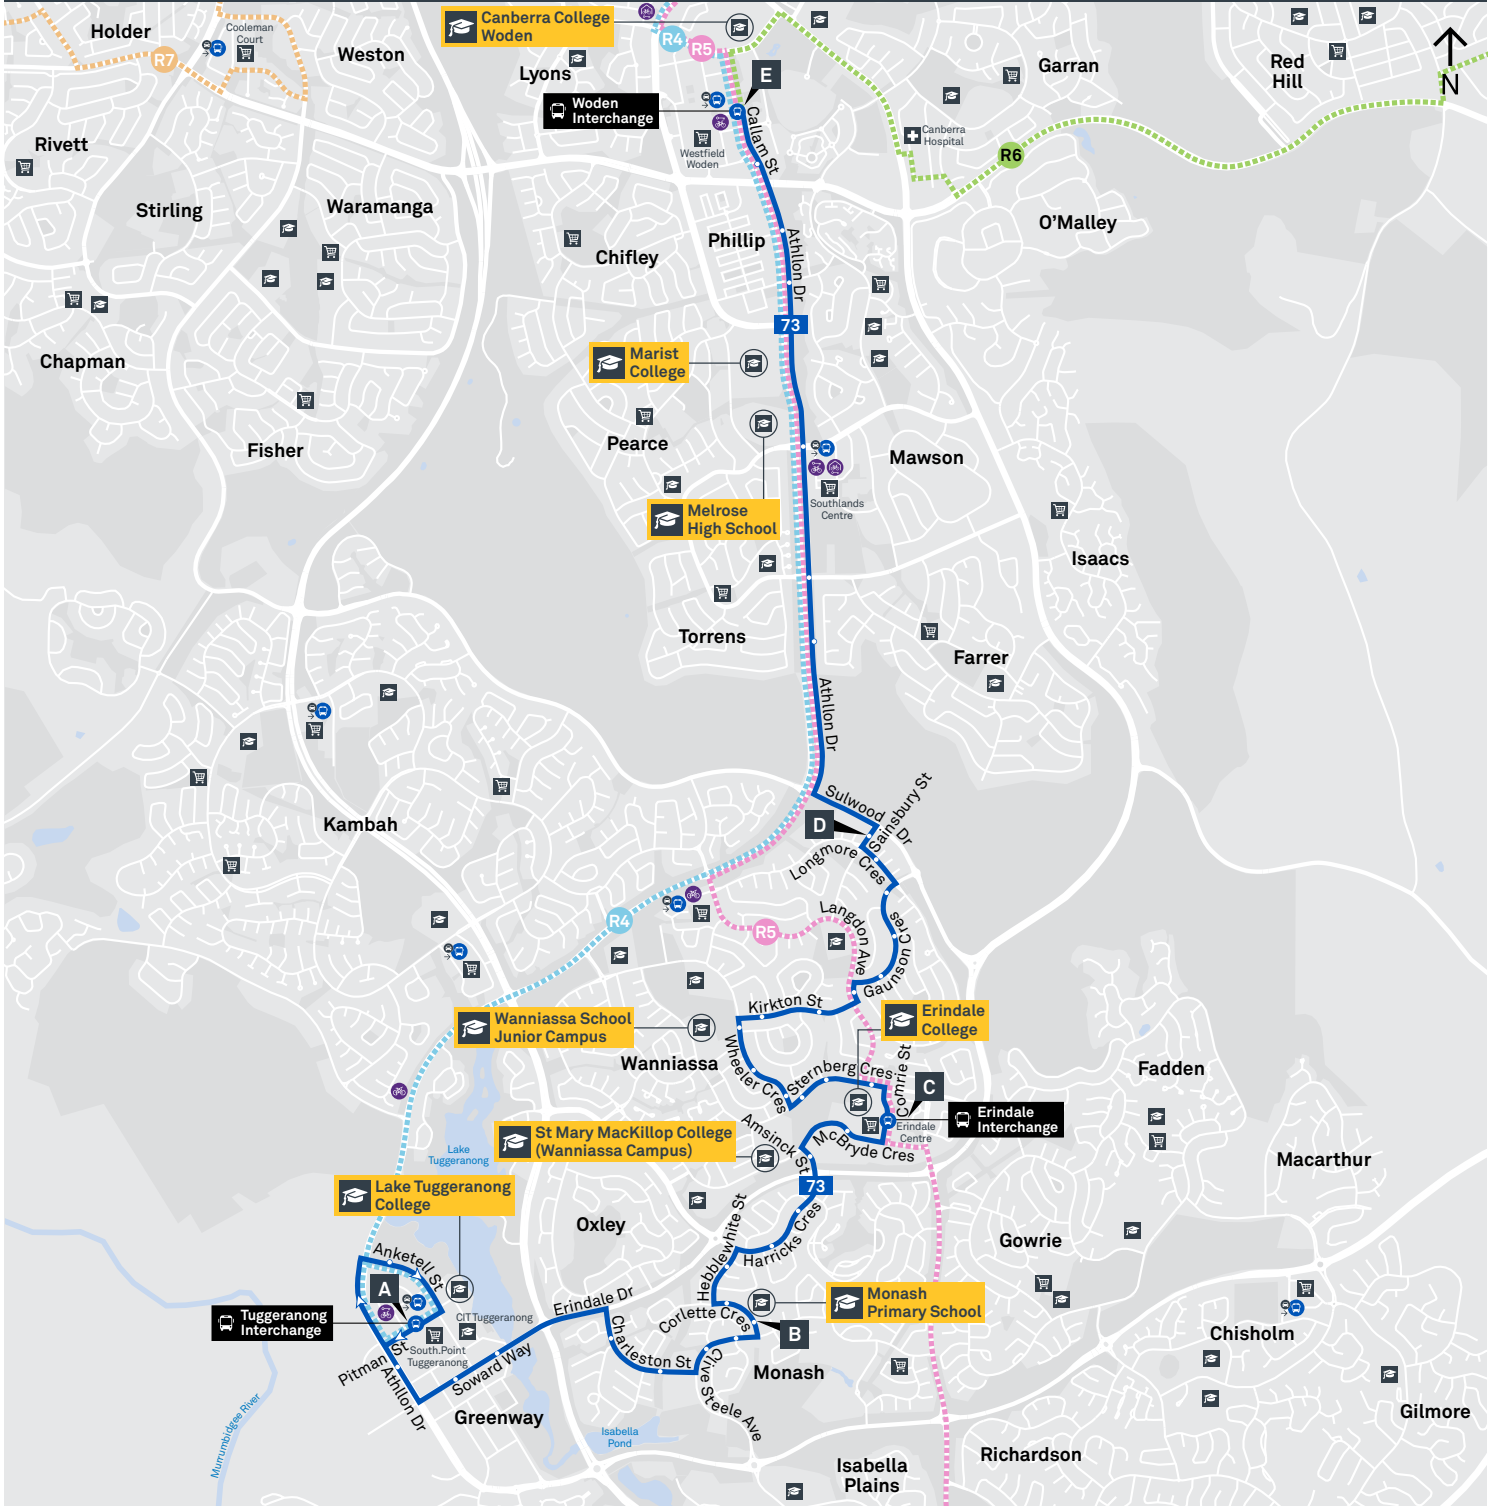 Holder
Cooleman
Court
R7
Weston
Canberra College
Woden
R4
R5
Lyons
E
Garran
Red
Hill
N
Woden
Interchange
Callam St
Canberra
Hospital
Westfield
Woden
R6
Rivett
Stirling
Waramanga
O'Malley
Phillip
Chifley
Athllon Dr
73
Marist
College
Chapman
Pearce
Fisher
Mawson
Southlands
Centre
Melrose
High School
Isaacs
Torrens
Farrer
Athllon Dr
Kambah
Sulwood Dr
Sainsbury St
D
Longmore Cres
R4
R5
Langdon Ave
Gaunson Cres
Kirkton St
Erindale
College
Wanniassa School
Junior Campus
Wanniassa
Wheeler Cres
Sternberg Cres
Comrie St
Fadden
C
Erindale
Interchange
Erindale
Centre
Amsinck St
McBryde Cres
St Mary MacKillop College
(Wanniassa Campus)
Lake
Tuggeranong
Macarthur
73
Lake Tuggeranong
College
Oxley
Hebblewhite St
Harricks Cres
Gowrie
Anketell St
A
Monash
Primary School
Erindale Dr
Corlette Cres
B
Tuggeranong
Interchange
CIT Tuggeranong
South.Point
Tuggeranong
Pitman St
Athllon Dr
Soward Way
Charleston St
Clive Steele Ave
Monash
Chisholm
Greenway
Gilmore
Murrumbidgee River
Isabella
Pond
Richardson
Isabella
Plains